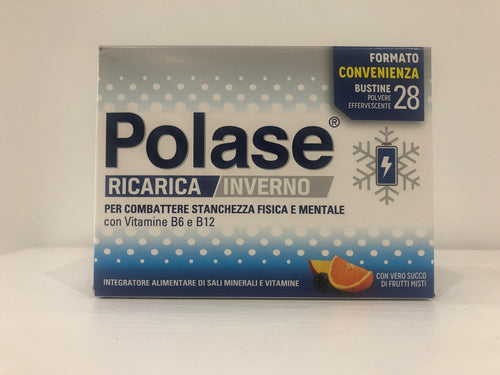 FORMATO
CONVENIENZA
BUSTINE
POLVERE
EFFERVESCENTE
28
Polase®
RICARICA INVERNO
PER COMBATTERE STANCHEZZA FISICA E MENTALE
con Vitamine B6 e B12
INTEGRATORE ALIMENTARE DI SALI MINERALI E VITAMINE
CON VERO SUCCO
DI FRUTTI MISTI